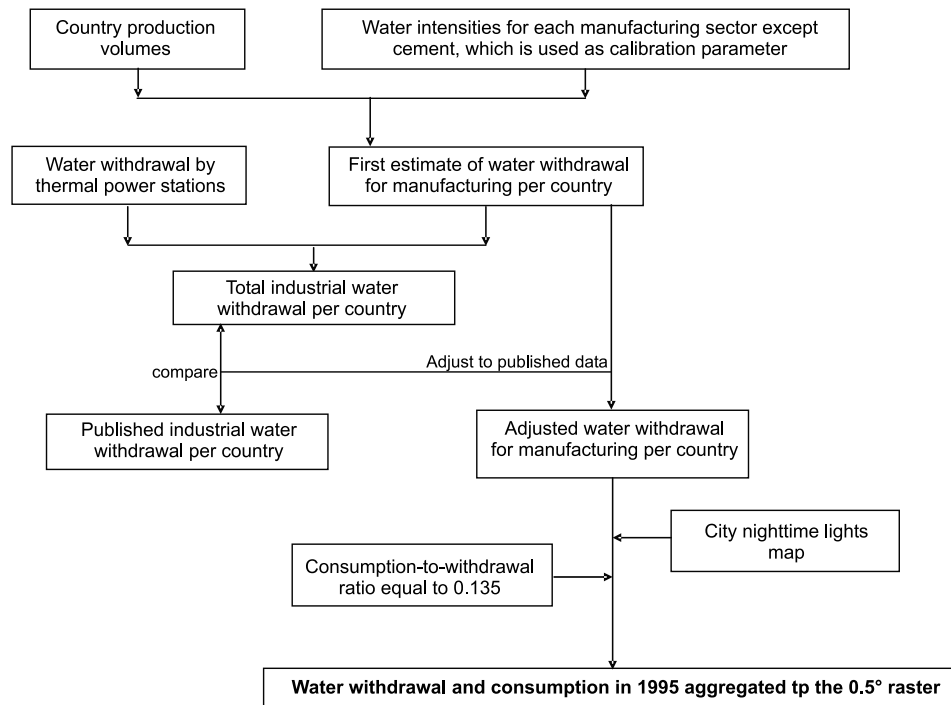 Country production
volumes
Water intensities for each manufacturing sector except
cement, which is used as calibration parameter
Water withdrawal by
thermal power stations
First estimate of water withdrawal
for manufacturing per country
Total industrial water
withdrawal per country
compare
Adjust to published data
Published industrial water
withdrawal per country
Adjusted water withdrawal
for manufacturing per country
City nighttime lights
map
Consumption-to-withdrawal
ratio equal to 0.135
Water withdrawal and consumption in 1995 aggregated tp the 0.5° raster